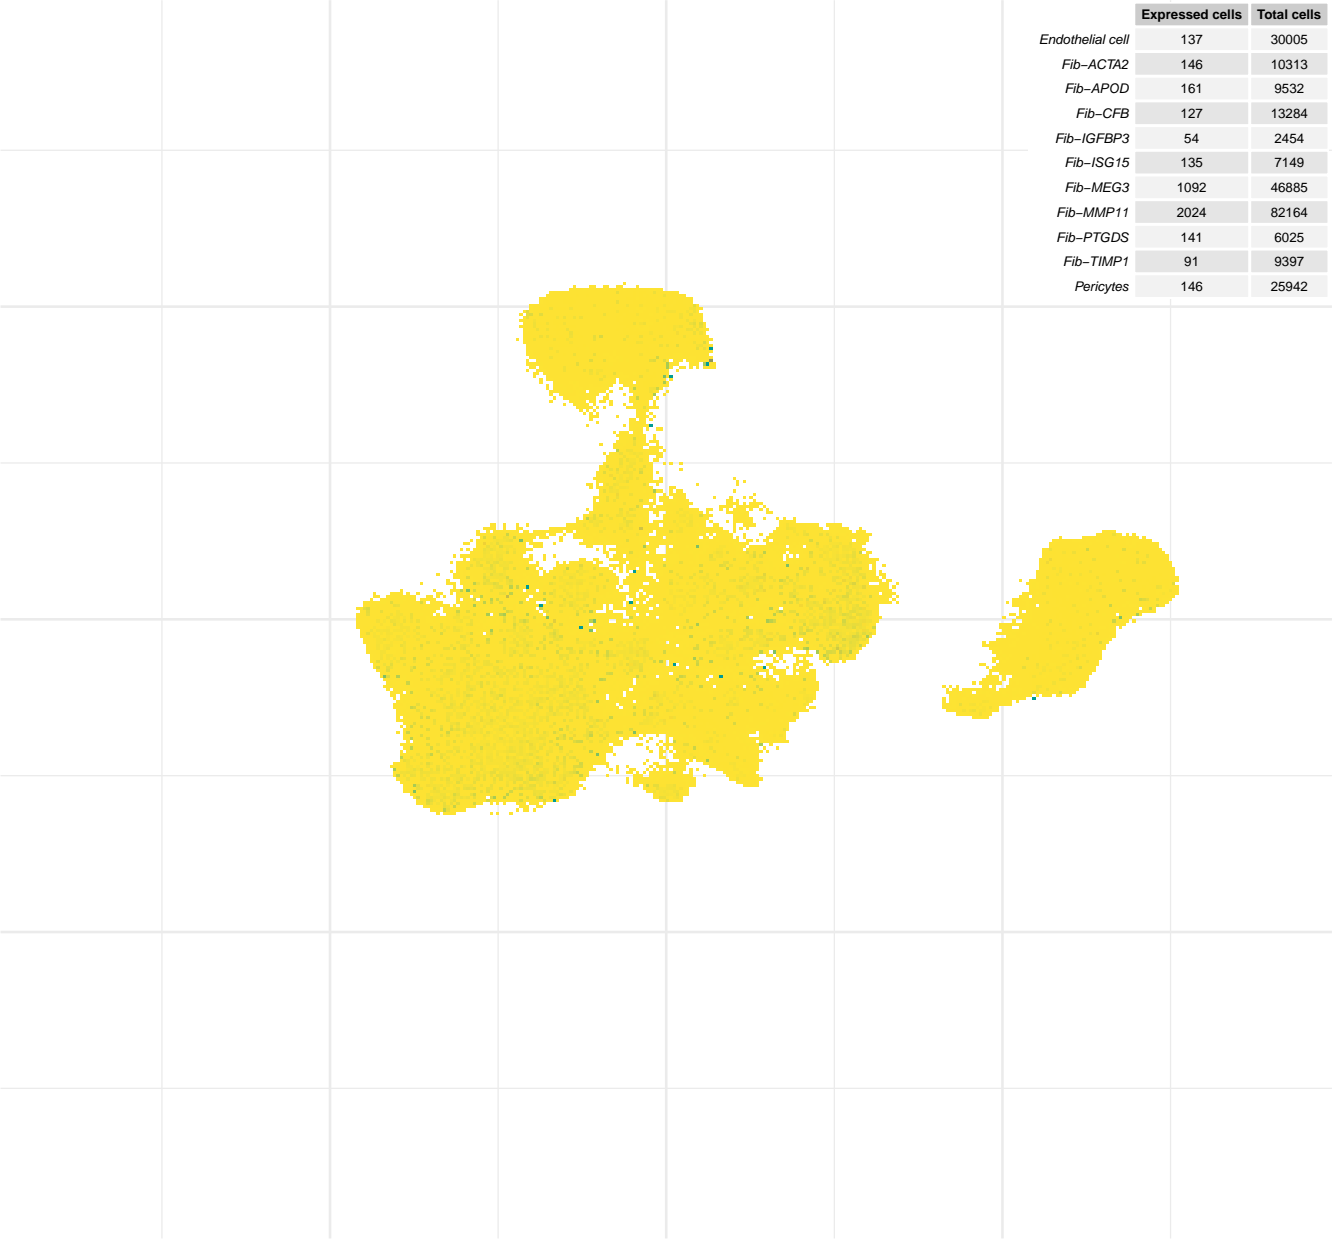 Expressed cells Total cells
Endothelial cell 137 30005
Fib−ACTA2 146 10313
Fib−APOD 161 9532
Fib−CFB 127 13284
Fib−IGFBP3 54 2454
Fib−ISG15 135 7149
Fib−MEG3 1092 46885
Fib−MMP11 2024 82164
Fib−PTGDS 141 6025
Fib−TIMP1 91 9397
Pericytes 146 25942